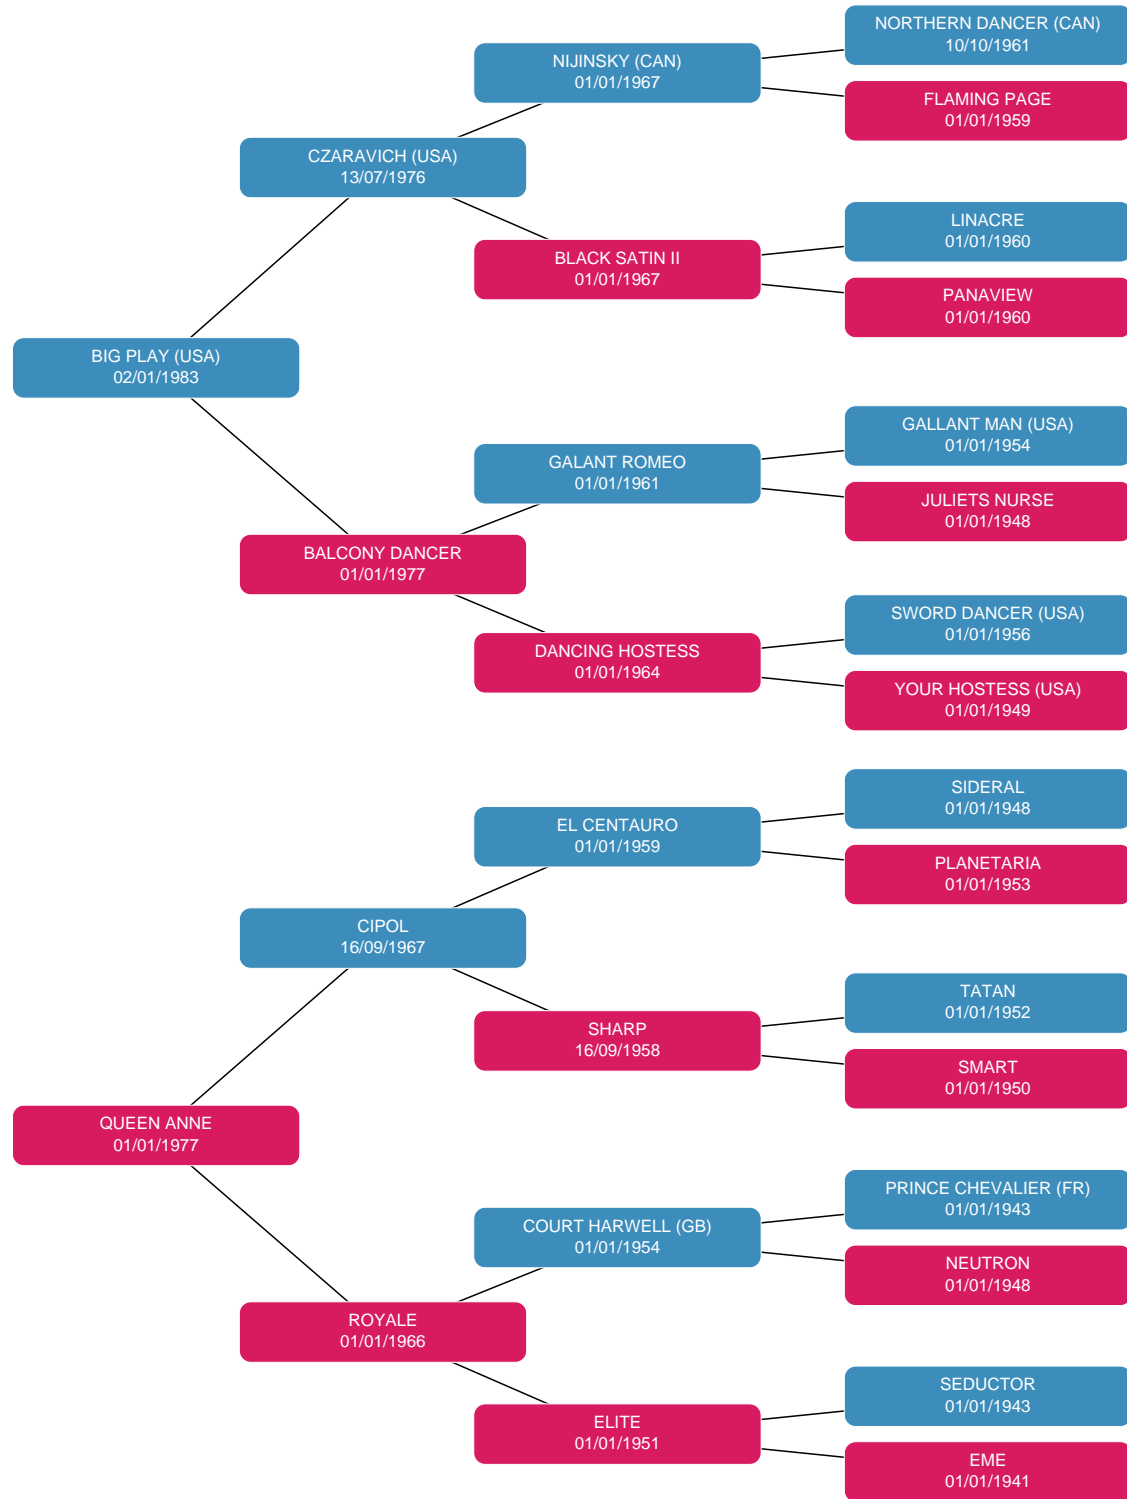 NORTHERN DANCER (CAN)
10/10/1961
NIJINSKY (CAN)
01/01/1967
FLAMING PAGE
01/01/1959
CZARAVICH (USA)
13/07/1976
LINACRE
01/01/1960
BLACK SATIN II
01/01/1967
PANAVIEW
01/01/1960
BIG PLAY (USA)
02/01/1983
GALLANT MAN (USA)
01/01/1954
GALANT ROMEO
01/01/1961
JULIETS NURSE
01/01/1948
BALCONY DANCER
01/01/1977
SWORD DANCER (USA)
01/01/1956
DANCING HOSTESS
01/01/1964
YOUR HOSTESS (USA)
01/01/1949
SIDERAL
01/01/1948
EL CENTAURO
01/01/1959
PLANETARIA
01/01/1953
CIPOL
16/09/1967
TATAN
01/01/1952
SHARP
16/09/1958
SMART
01/01/1950
QUEEN ANNE
01/01/1977
PRINCE CHEVALIER (FR)
01/01/1943
COURT HARWELL (GB)
01/01/1954
NEUTRON
01/01/1948
ROYALE
01/01/1966
SEDUCTOR
01/01/1943
ELITE
01/01/1951
EME
01/01/1941